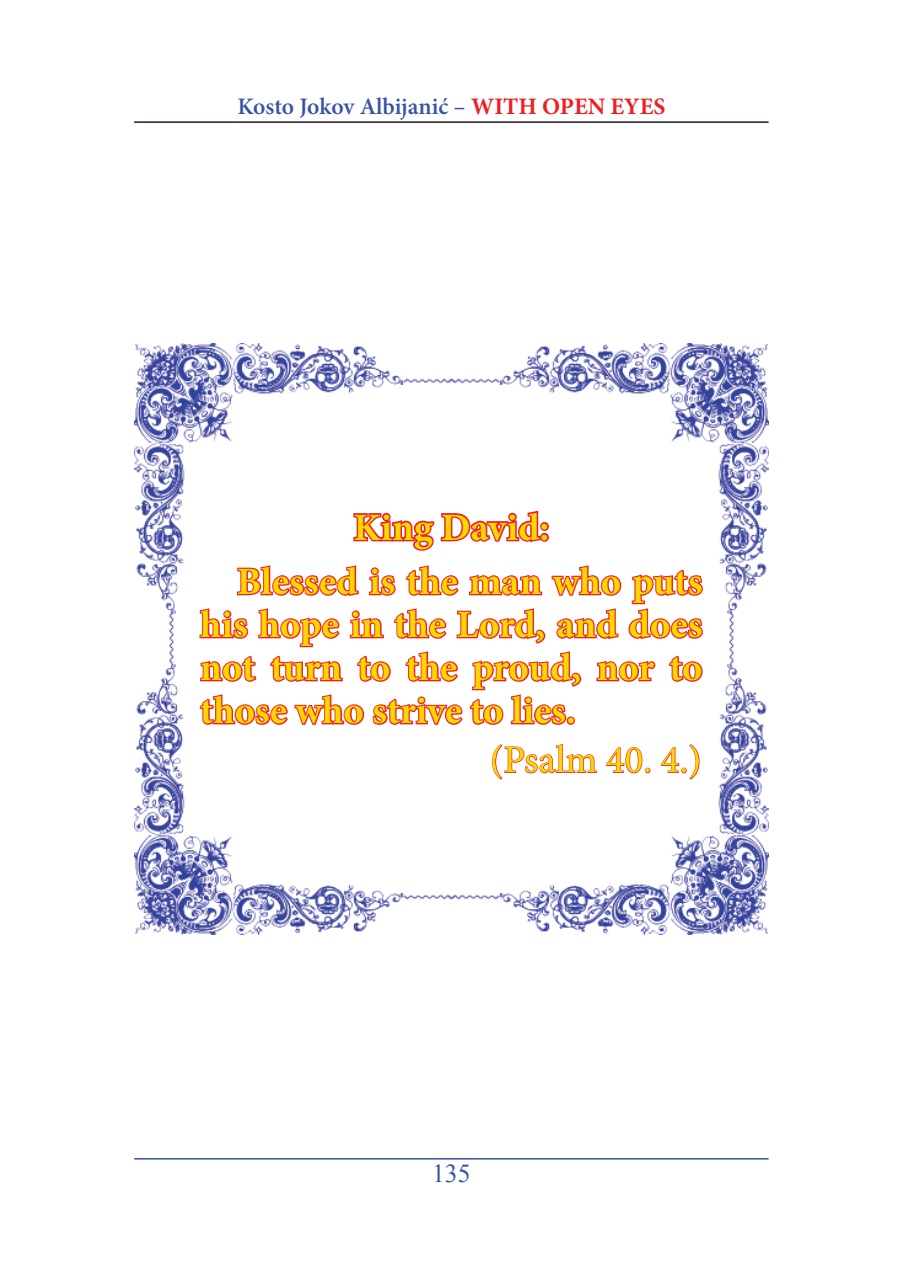 Kosto Jokov Albijanić – WITH OPEN EYES
King David:
Blessed is the man who puts
his hope in the Lord, and does
not turn to the proud, nor to
those who strive to lies.
(Psalm 40. 4.)
135